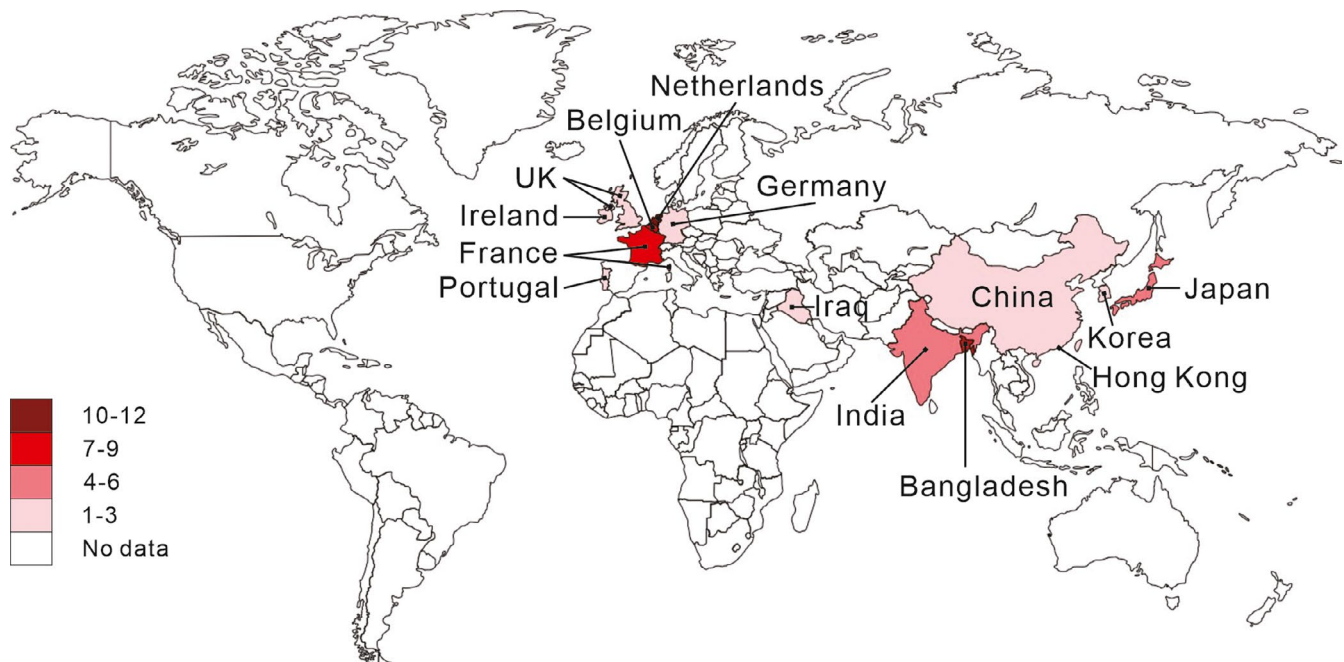 Netherlands
Belgium
UK
Germany
Ireland
France
Portugal
Iraq
China
Japan
Korea
Hong Kong
India
Bangladesh
10-12
7-9
4-6
1-3
No data